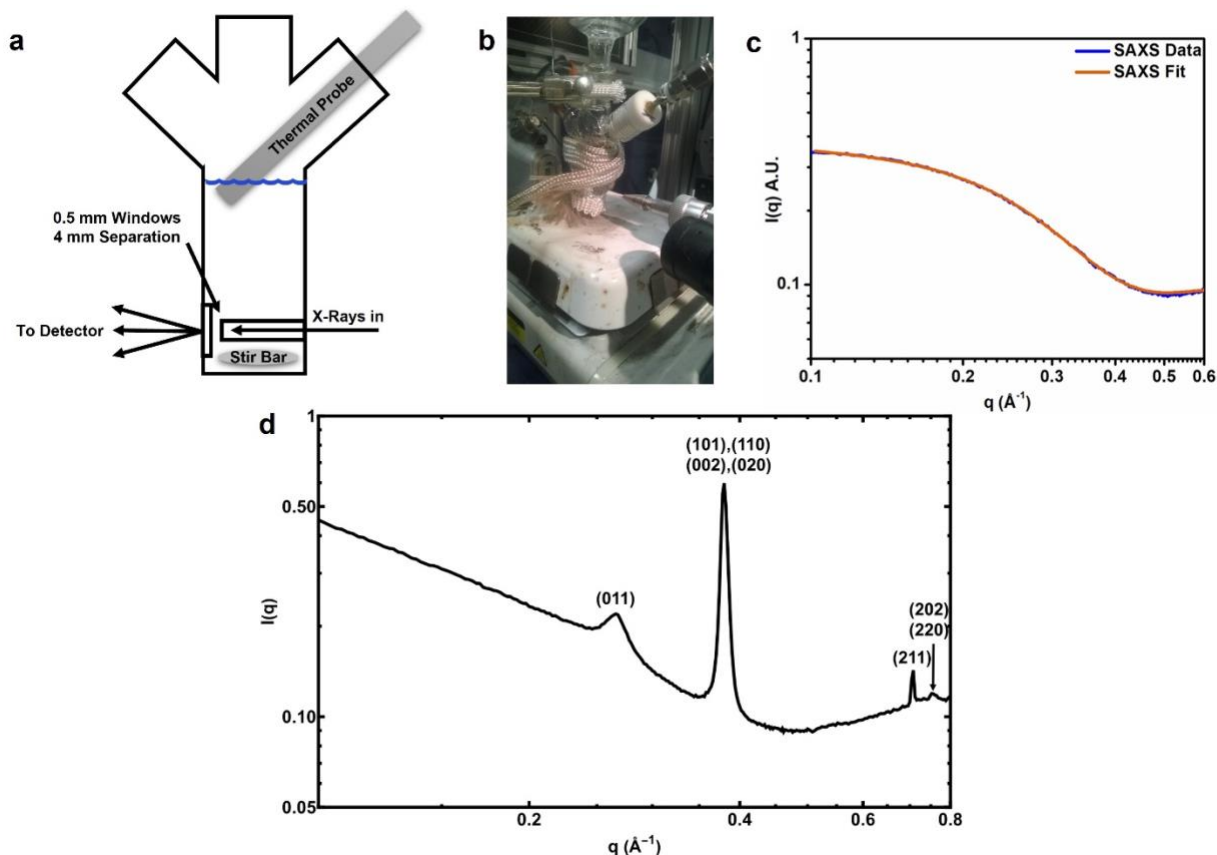 a
Thermal Probe
0.5 mm Windows
4 mm Separation
To Detector
X-Rays in
Stir Bar
b
c
1
0.1
I(q) A.U.
SAXS Data
SAXS Fit
0.1
0.2
0.3
0.4
0.5
0.6
q (Å⁻¹)
d
1
0.50
0.10
0.05
I(q)
(011)
(101),(110)
(002),(020)
(211)
(202)
(220)
0.2
0.4
0.6
0.8
q (Å⁻¹)